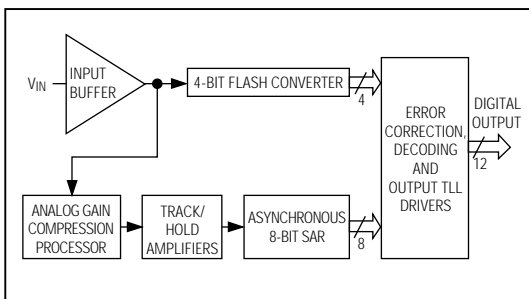 V_IN
INPUT
BUFFER
4-BIT FLASH CONVERTER
4
ERROR
CORRECTION,
DECODING
AND
OUTPUT TLL
DRIVERS
DIGITAL
OUTPUT
12
ANALOG GAIN
COMPRESSION
PROCESSOR
TRACK/
HOLD
AMPLIFIERS
ASYNCHRONOUS
8-BIT SAR
8